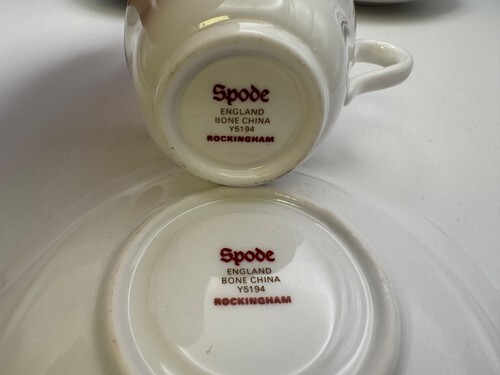 Spode
ENGLAND
BONE CHINA
Y5194
ROCKINGHAM
Spode
ENGLAND
BONE CHINA
Y5194
ROCKINGHAM